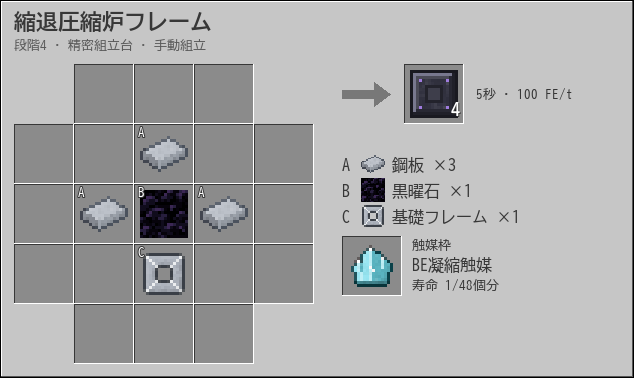 縮退圧縮炉フレーム
段階4 · 精密組立台 · 手動組立
A
A
B
A
C
4
5秒 · 100 FE/t
A 鋼板 ×3
B 黒曜石 ×1
C 基礎フレーム ×1
触媒枠
BE凝縮触媒
寿命 1/48個分